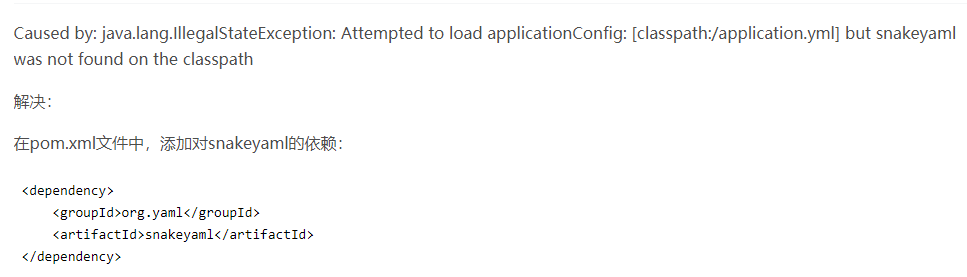 Caused by: java.lang.IllegalStateException: Attempted to load applicationConfig: [classpath:/application.yml] but snakeyaml
was not found on the classpath
解决：
在pom.xml文件中，添加对snakeyaml的依赖：
<dependency>
    <groupId>org.yaml</groupId>
    <artifactId>snakeyaml</artifactId>
</dependency>